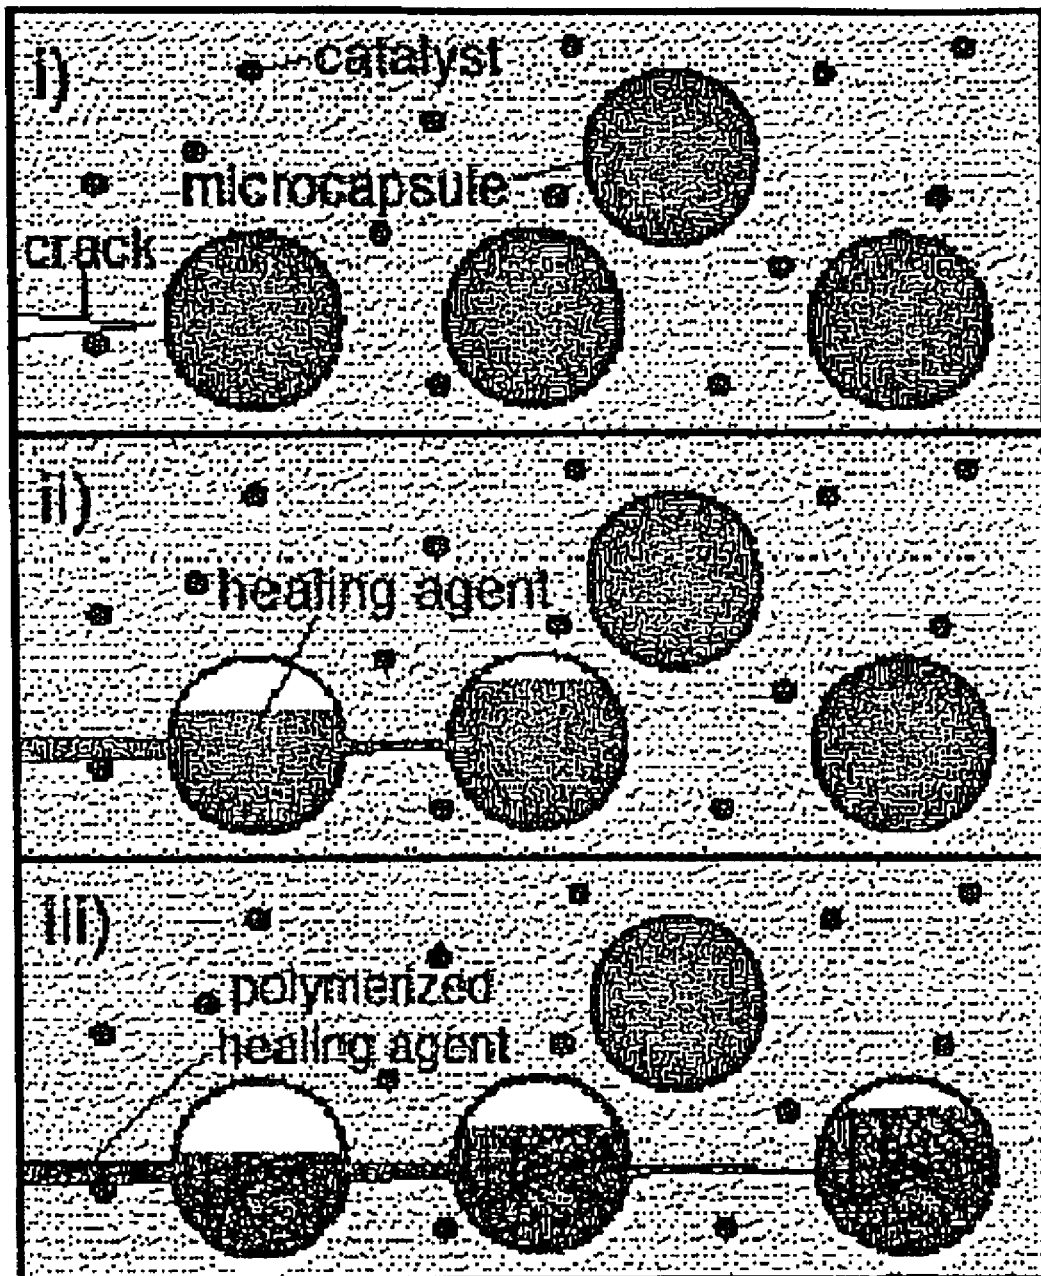 i)
catalyst
microcapsule
crack
ii)
healing agent
iii)
polymerized
healing agent